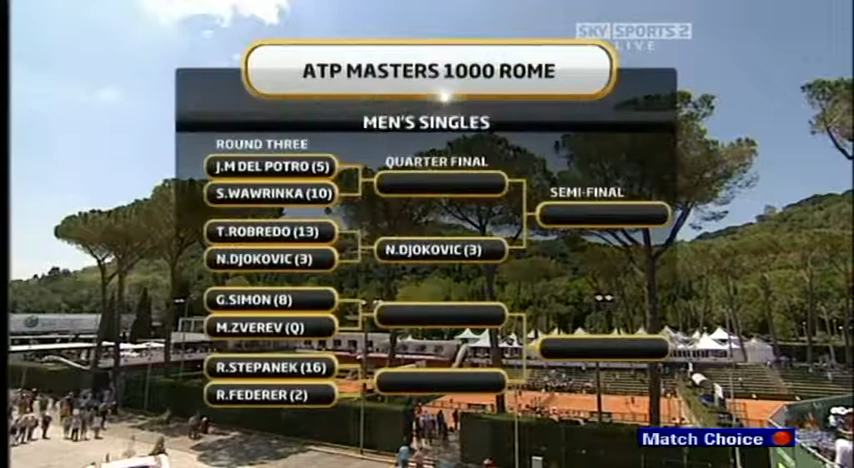 SKY SPORTS 2
LIVE
ATP MASTERS 1000 ROME
MEN'S SINGLES
ROUND THREE
QUARTER FINAL
SEMI-FINAL
J.M DEL POTRO (5)
S.WAWRINKA (10)
T.ROBREDO (13)
N.DJOKOVIC (3)
N.DJOKOVIC (3)
G.SIMON (8)
M.ZVEREV (Q)
R.STEPANEK (16)
R.FEDERER (2)
Match Choice